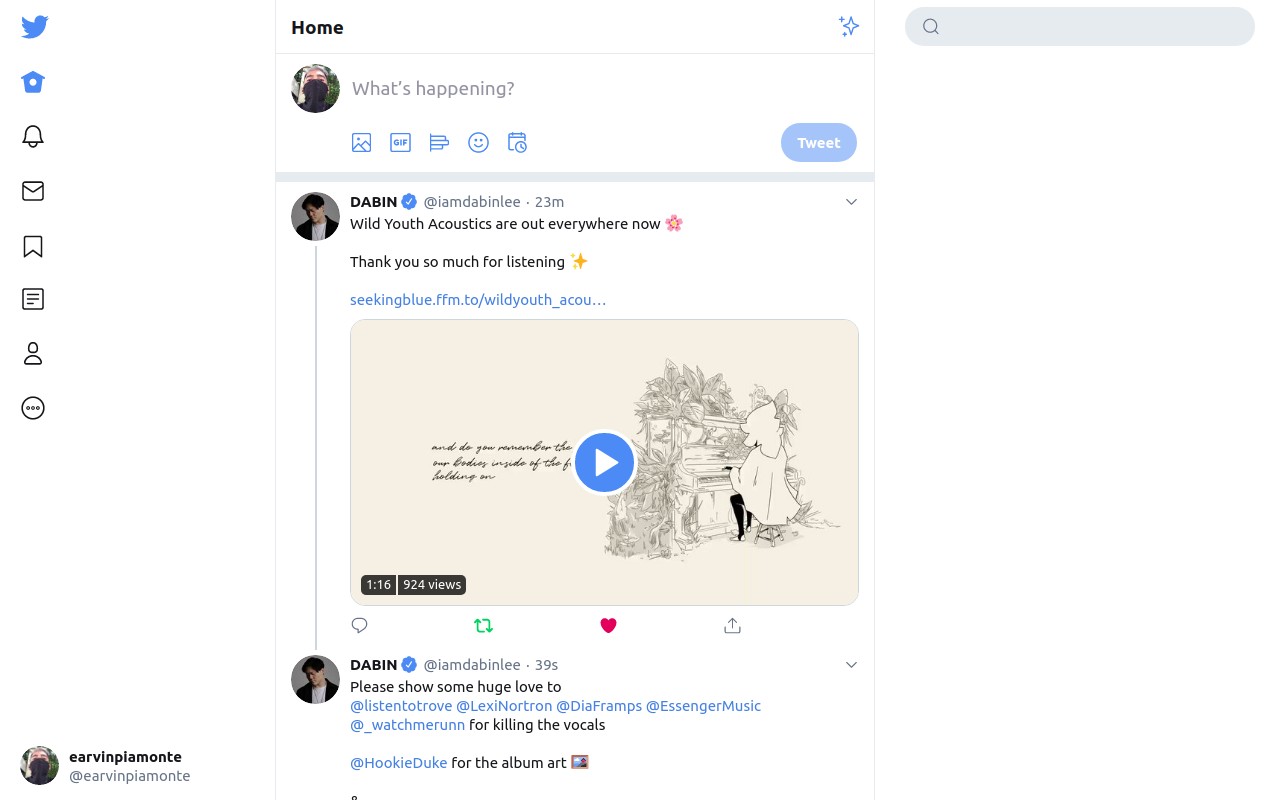 Home
What's happening?
GIF
Tweet
DABIN @iamdabinlee · 23m
Wild Youth Acoustics are out everywhere now 🌸
Thank you so much for listening ✨
seekingblue.ffm.to/wildyouth_acou…
and do you remember the
our bodies inside of the
holding on
1:16 924 views
DABIN @iamdabinlee · 39s
Please show some huge love to
@listentotrove @LexiNortron @DiaFramps @EssengerMusic
@_watchmerunn for killing the vocals
@HookieDuke for the album art 🌇
earvinpiamonte
@earvinpiamonte